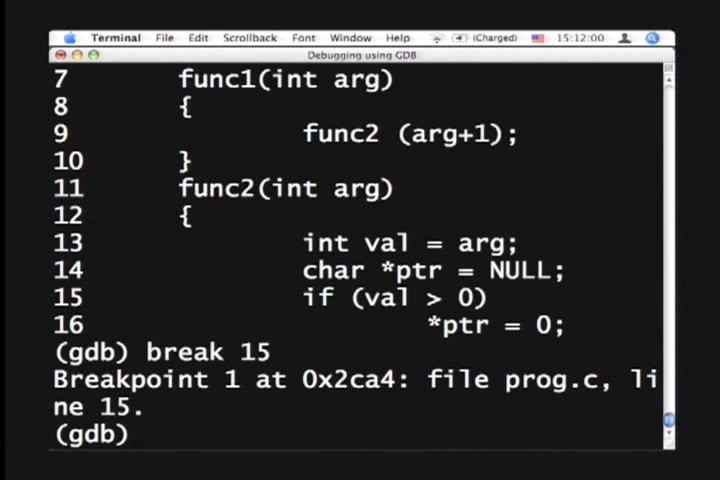 Terminal File Edit Scrollback Font Window Help (Charged) 15:12:00
Debugging using GDB
7 func1(int arg)
8 {
9 func2 (arg+1);
10 }
11 func2(int arg)
12 {
13 int val = arg;
14 char *ptr = NULL;
15 if (val > 0)
16 *ptr = 0;
(gdb) break 15
Breakpoint 1 at 0x2ca4: file prog.c, li
ne 15.
(gdb)